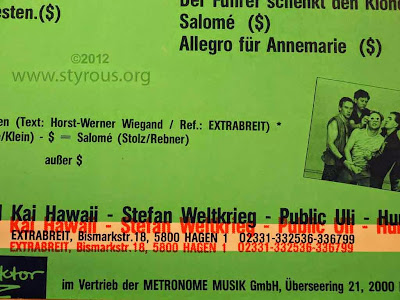 Der Führer schenkt den Klone
esten.($)
Salomé ($)
Allegro für Annemarie ($)
©2012
www.styrous.org
en (Text: Horst-Werner Wiegand / Ref.: EXTRABREIT) *
/Klein) - $ = Salomé (Stolz/Rebner)
außer $
Kai Hawaii - Stefan Weltkrieg - Public Uli - Hu
Kai Hawaii - Stefan Weltkrieg - Public Uli - Hu
EXTRABREIT, Bismarkstr.18, 5800 HAGEN 1 02331-332536-336799
EXTRABREIT, Bismarkstr.18, 5800 HAGEN 1 02331-332536-336799
ktor
im Vertrieb der METRONOME MUSIK GmbH, Überseering 21, 2000